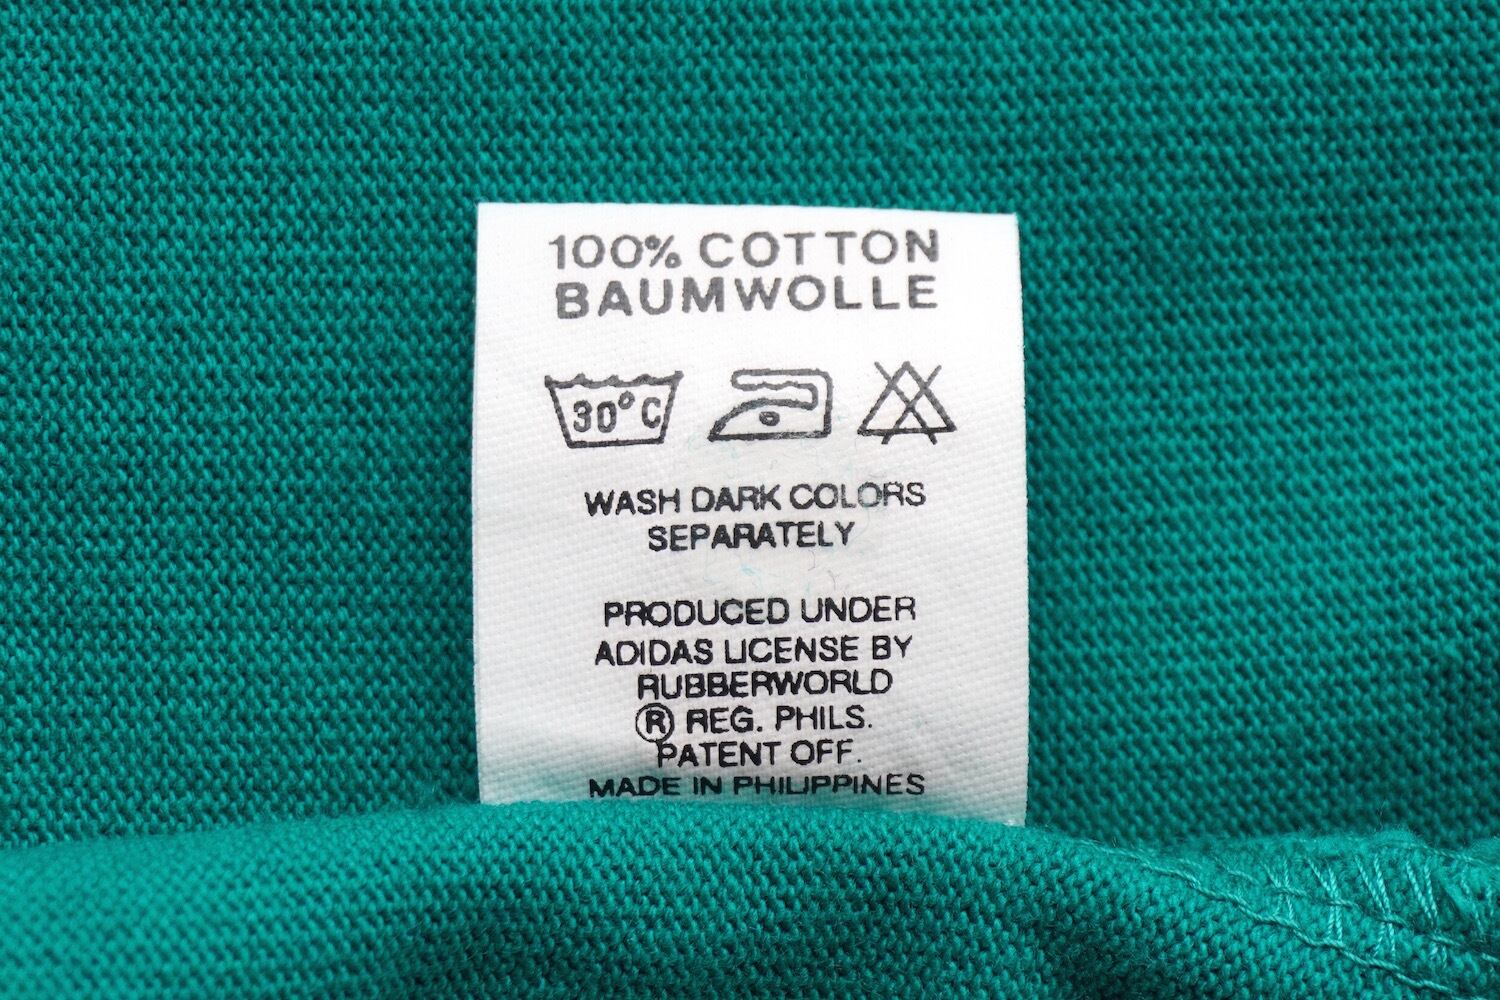 100% COTTON
BAUMWOLLE
30°C
WASH DARK COLORS
SEPARATELY
PRODUCED UNDER
ADIDAS LICENSE BY
RUBBERWORLD
® REG. PHILS.
PATENT OFF.
MADE IN PHILIPPINES